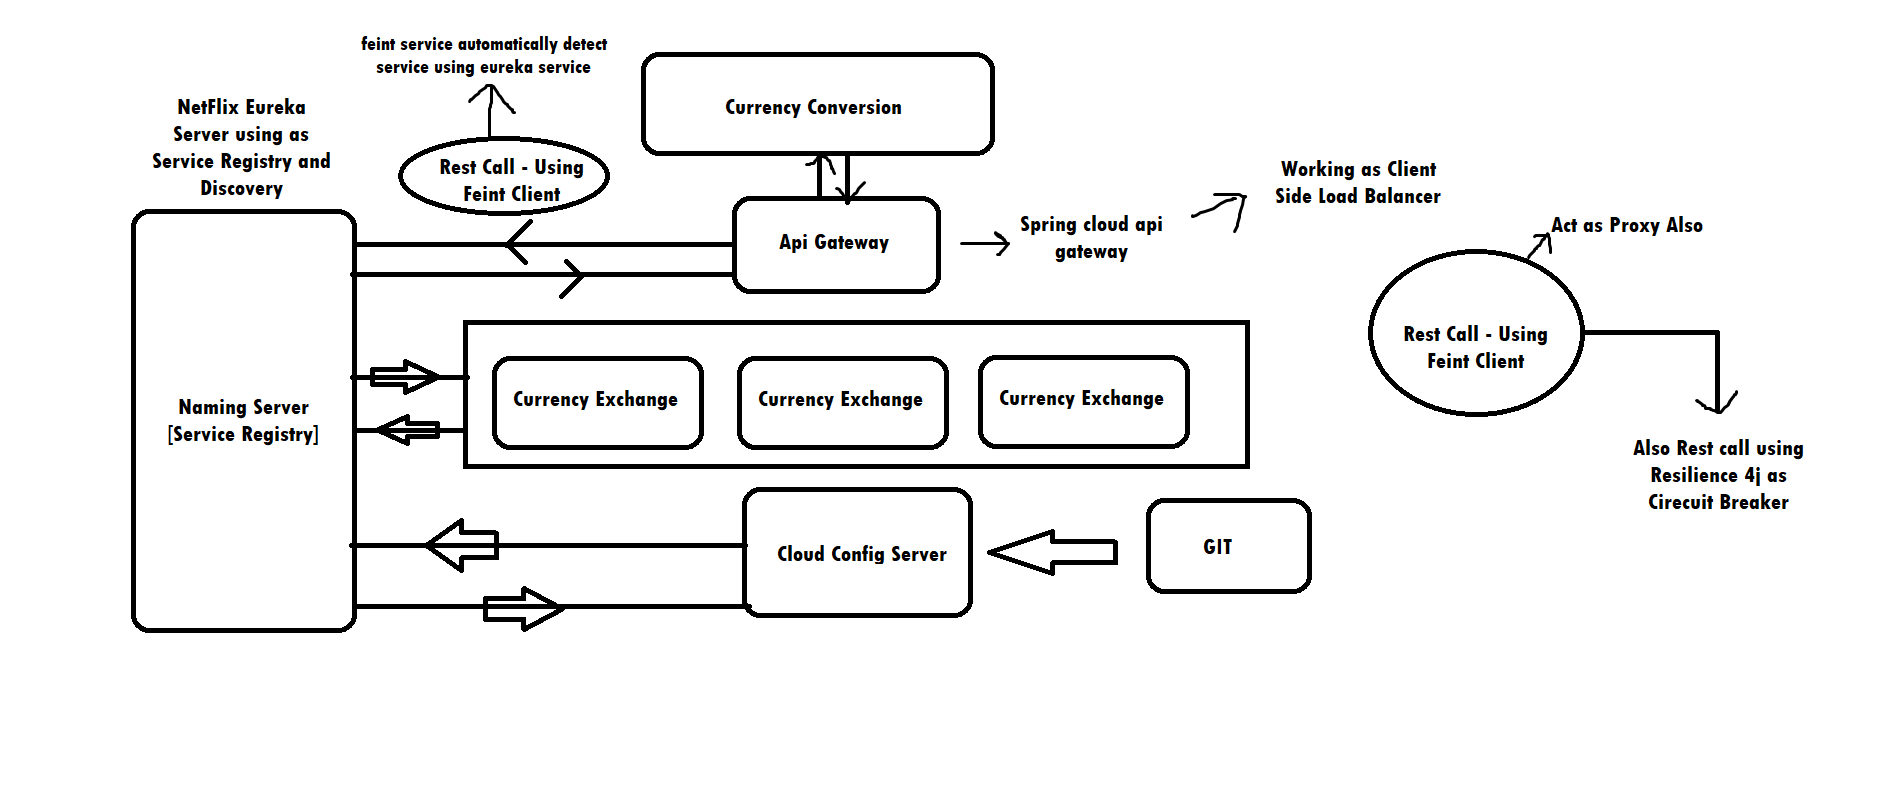 feint service automatically detect
service using eureka service
NetFlix Eureka
Server using as
Service Registry and
Discovery
Rest Call - Using
Feint Client
Currency Conversion
Api Gateway
Spring cloud api
gateway
Working as Client
Side Load Balancer
Act as Proxy Also
Rest Call - Using
Feint Client
Also Rest call using
Resilience 4j as
Cirecuit Breaker
Naming Server
[Service Registry]
Currency Exchange
Currency Exchange
Currency Exchange
Cloud Config Server
GIT